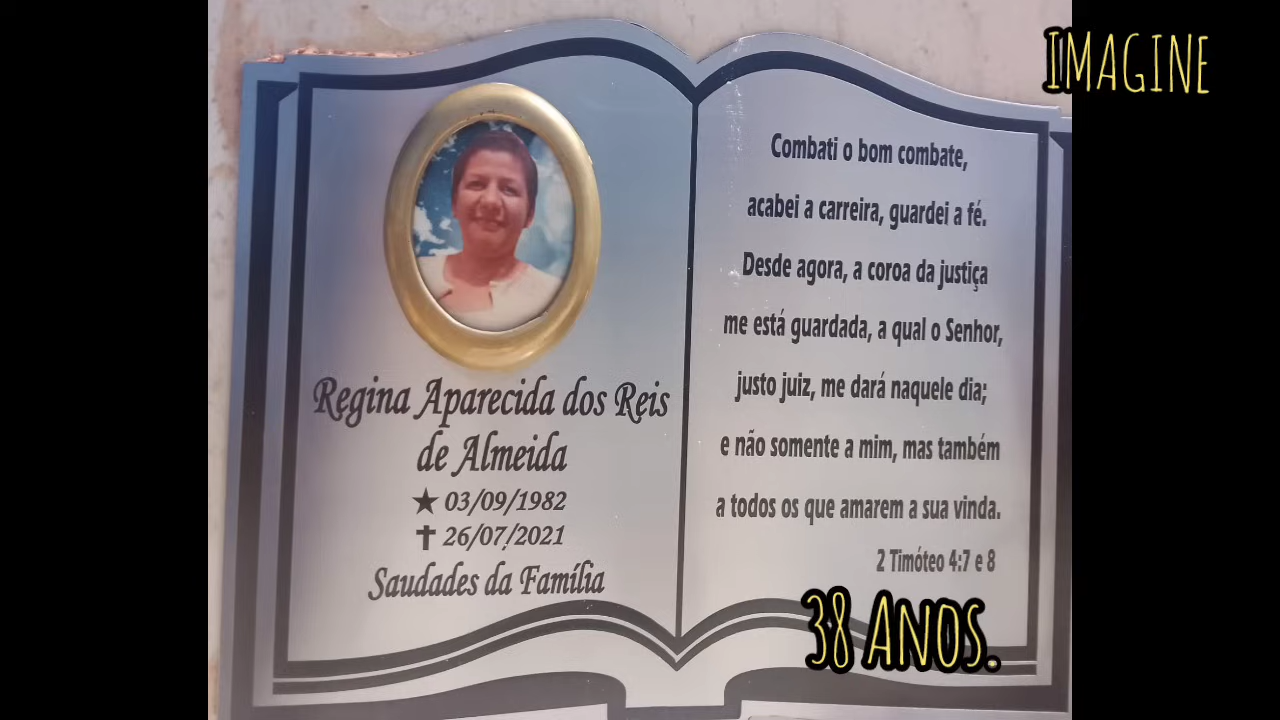 IMAGINE
Regina Aparecida dos Reis
de Almeida
★ 03/09/1982
✝ 26/07/2021
Saudades da Família
Combati o bom combate,
acabei a carreira, guardei a fé.
Desde agora, a coroa da justiça
me está guardada, a qual o Senhor,
justo juiz, me dará naquele dia;
e não somente a mim, mas também
a todos os que amarem a sua vinda.
2 Timóteo 4:7 e 8
38 ANOS.